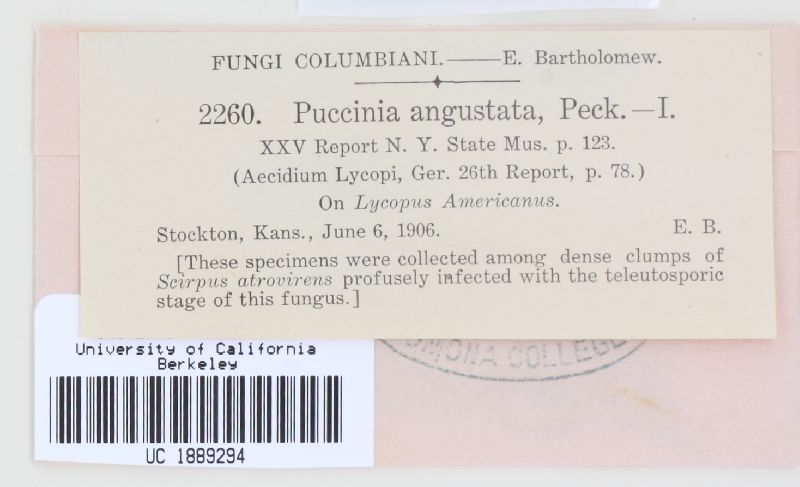 FUNGI COLUMBIANI.——E. Bartholomew.
2260. Puccinia angustata, Peck.—I.
XXV Report N. Y. State Mus. p. 123.
(Aecidium Lycopi, Ger. 26th Report, p. 78.)
On Lycopus Americanus.
Stockton, Kans., June 6, 1906. E. B.
[These specimens were collected among dense clumps of
Scirpus atrovirens profusely infected with the teleutosporic
stage of this fungus.]
University of California
Berkeley
UC 1889294
POMONA COLLEGE